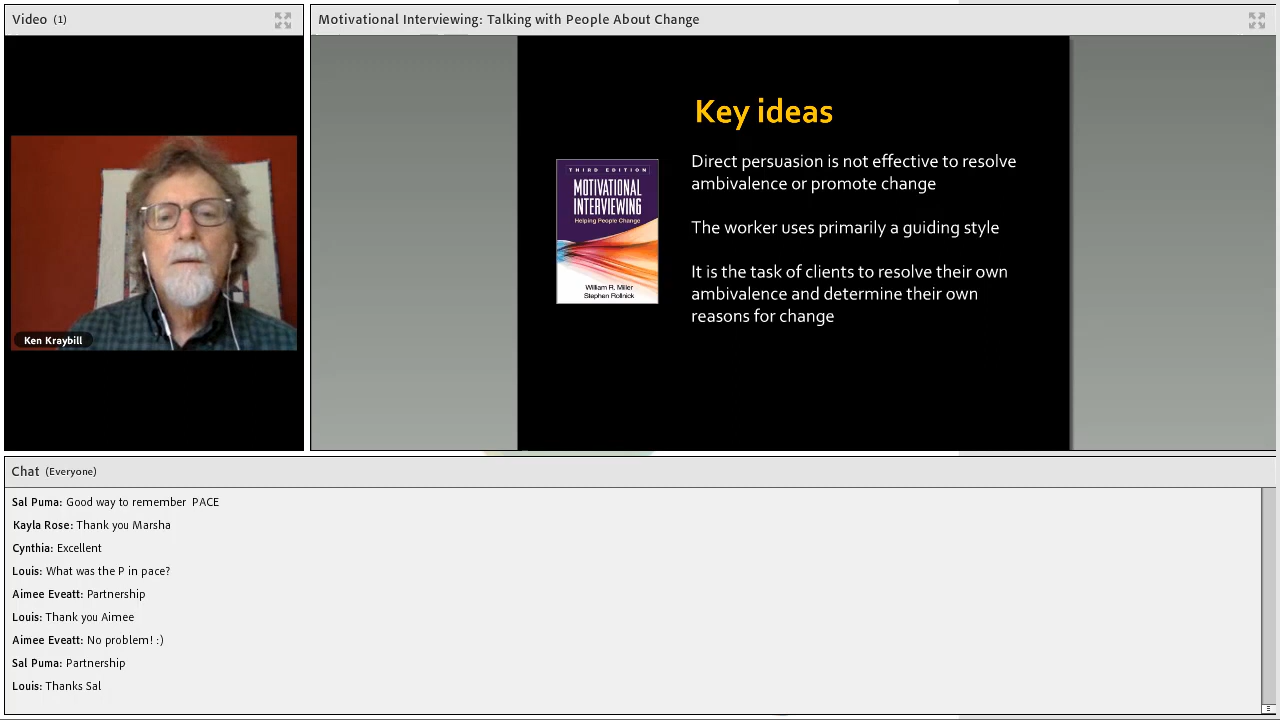 Video (1)
Ken Kraybill
Motivational Interviewing: Talking with People About Change
Key ideas
THIRD EDITION
MOTIVATIONAL
INTERVIEWING
Helping People Change
William R. Miller
Stephen Rollnick
Direct persuasion is not effective to resolve
ambivalence or promote change
The worker uses primarily a guiding style
It is the task of clients to resolve their own
ambivalence and determine their own
reasons for change
Chat (Everyone)
Sal Puma: Good way to remember PACE
Kayla Rose: Thank you Marsha
Cynthia: Excellent
Louis: What was the P in pace?
Aimee Eveatt: Partnership
Louis: Thank you Aimee
Aimee Eveatt: No problem! :)
Sal Puma: Partnership
Louis: Thanks Sal